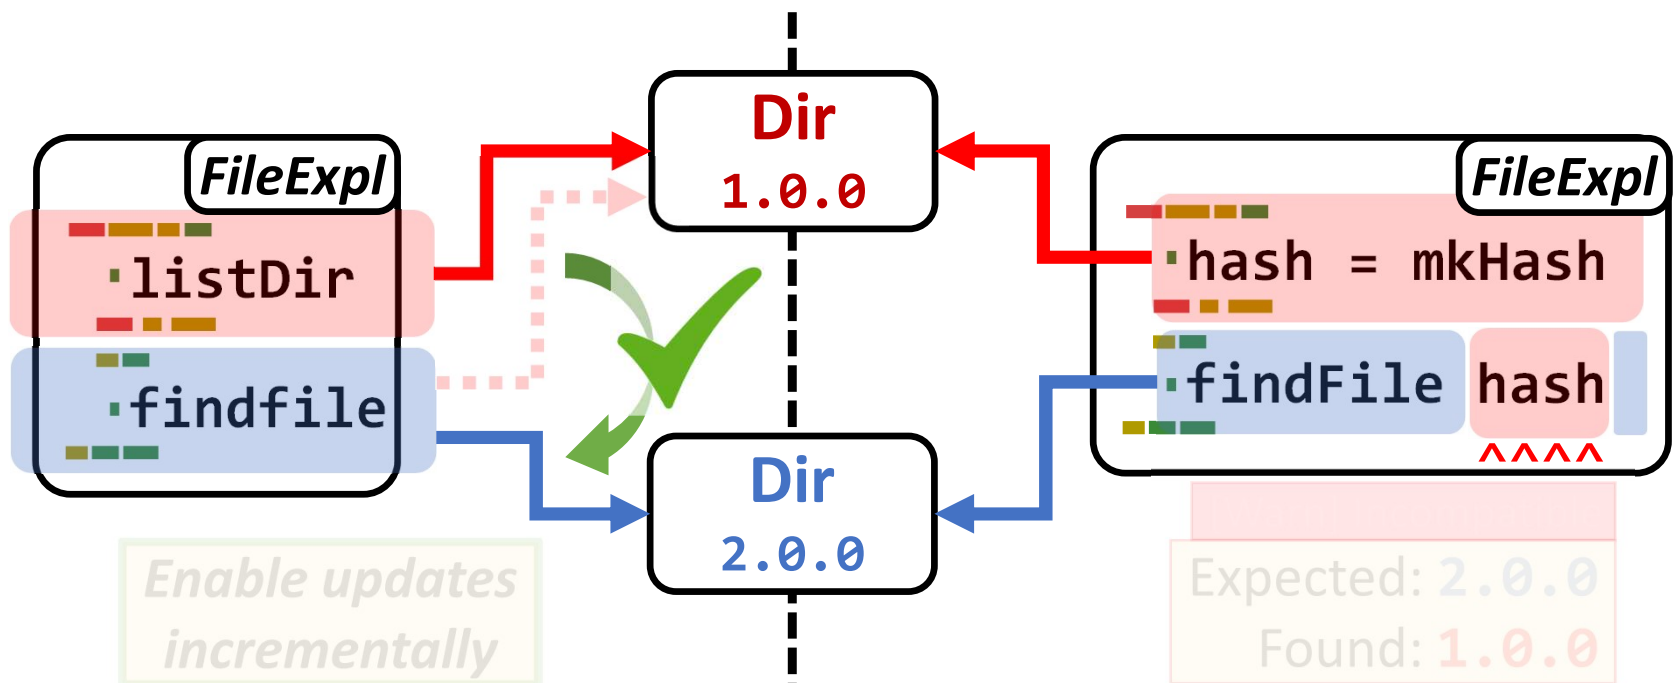 Dir
1.0.0
FileExpl
·listDir
·findfile
FileExpl
·hash = mkHash
·findFile hash
^^^^
Dir
2.0.0
Enable updates
incrementally
Expected: 2.0.0
Found: 1.0.0